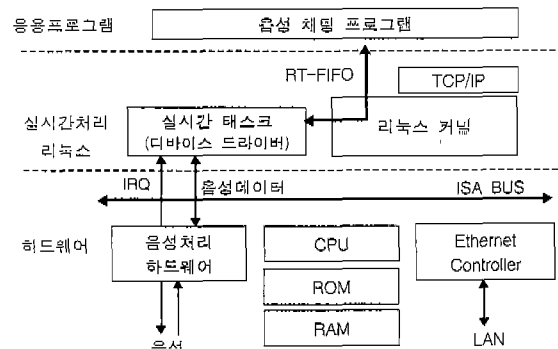 응용프로그램
음성 채팅 프로그램
RT-FIFO
TCP/IP
실시간처리
리눅스
실시간 태스크
(디바이스 드라이버)
리눅스 커널
IRQ
음성데이터
ISA BUS
하드웨어
음성처리
하드웨어
CPU
ROM
RAM
Ethernet
Controller
음성
LAN